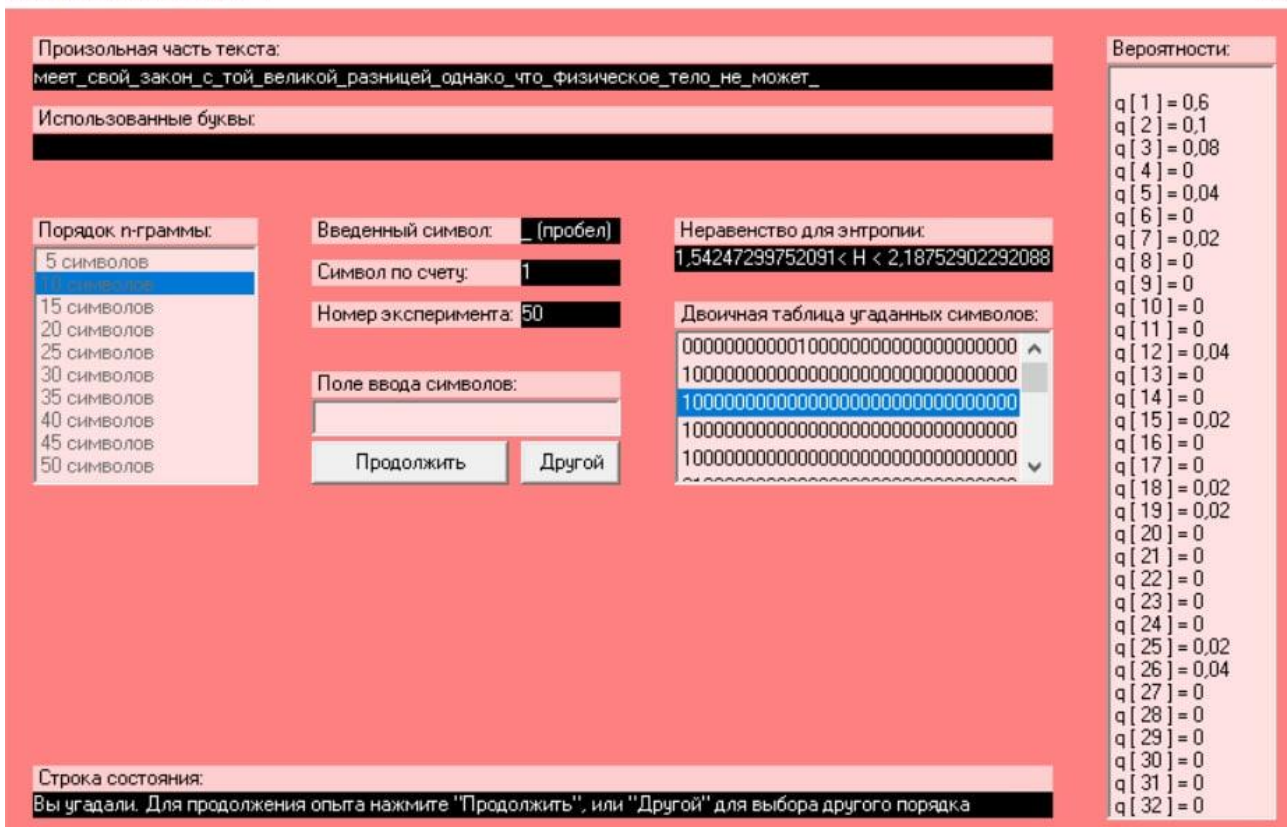 Произольная часть текста:
меет_свой_закон_с_той_великой_разницей_однако_что_физическое_тело_не_может_
Использованные буквы:
Порядок n-граммы:
5 символов
10 символов
15 символов
20 символов
25 символов
30 символов
35 символов
40 символов
45 символов
50 символов
Введенный символ: _ (пробел)
Символ по счету: 1
Номер эксперимента: 50
Поле ввода символов:
Продолжить
Другой
Неравенство для энтропии:
1,54247299752091< H < 2,18752902292088
Двоичная таблица угаданных символов:
00000000000100000000000000000000
10000000000000000000000000000000
10000000000000000000000000000000
10000000000000000000000000000000
10000000000000000000000000000000
Вероятности:
q [ 1 ] = 0,6
q [ 2 ] = 0,1
q [ 3 ] = 0,08
q [ 4 ] = 0
q [ 5 ] = 0,04
q [ 6 ] = 0
q [ 7 ] = 0,02
q [ 8 ] = 0
q [ 9 ] = 0
q [ 10 ] = 0
q [ 11 ] = 0
q [ 12 ] = 0,04
q [ 13 ] = 0
q [ 14 ] = 0
q [ 15 ] = 0,02
q [ 16 ] = 0
q [ 17 ] = 0
q [ 18 ] = 0,02
q [ 19 ] = 0,02
q [ 20 ] = 0
q [ 21 ] = 0
q [ 22 ] = 0
q [ 23 ] = 0
q [ 24 ] = 0
q [ 25 ] = 0,02
q [ 26 ] = 0,04
q [ 27 ] = 0
q [ 28 ] = 0
q [ 29 ] = 0
q [ 30 ] = 0
q [ 31 ] = 0
q [ 32 ] = 0
Строка состояния:
Вы угадали. Для продолжения опыта нажмите "Продолжить", или "Другой" для выбора другого порядка